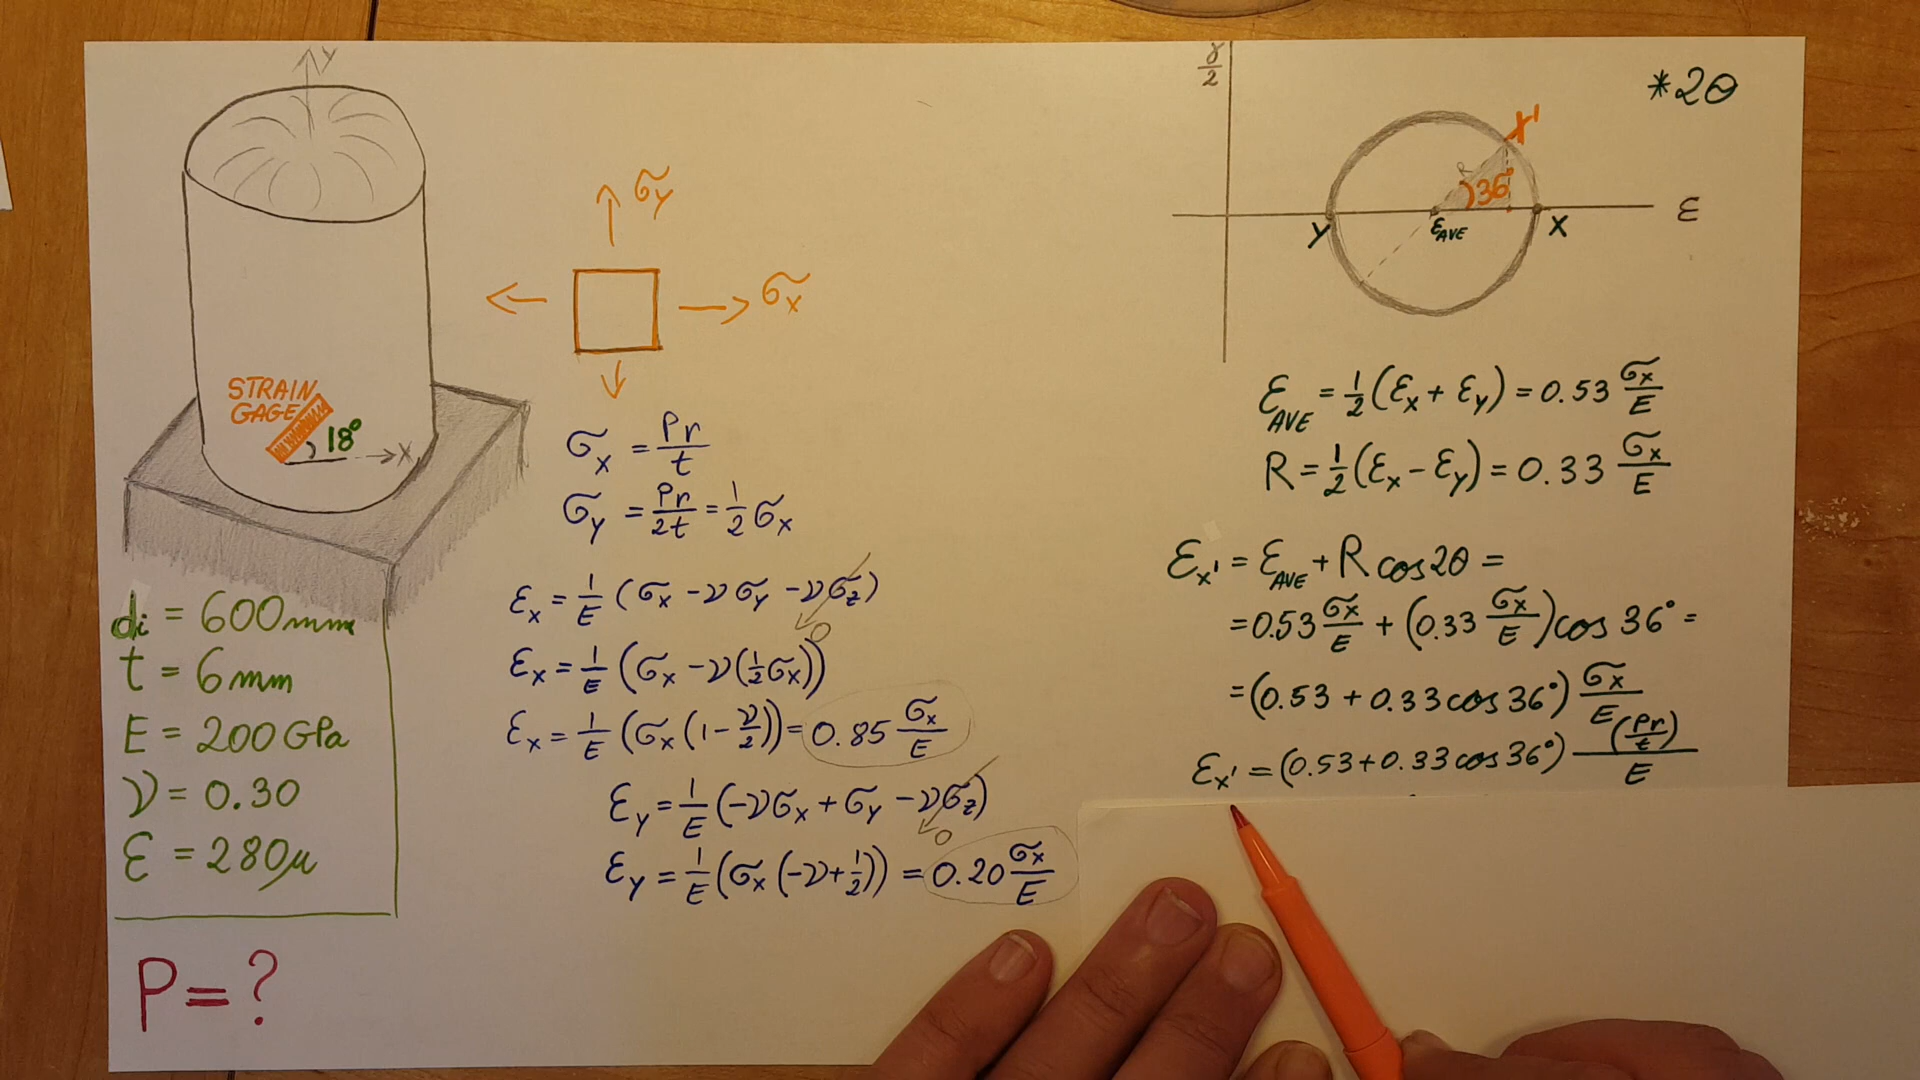 Y
STRAIN
GAGE
18°
X
di = 600mm
t = 6mm
E = 200GPa
ν = 0.30
ε = 280μ
P = ?
σy
σx
σx = Pr/t
σy = Pr/2t = 1/2 σx
εx = 1/E (σx - νσy - νσz)
0
εx = 1/E (σx - ν(1/2 σx))
εx = 1/E (σx (1 - ν/2)) = 0.85 σx/E
εy = 1/E (-νσx + σy - νσz)
0
εy = 1/E (σx (-ν + 1/2)) = 0.20 σx/E
γ/2
*2θ
X'
R
36°
ε
Y
εAVE
X
εAVE = 1/2 (εx + εy) = 0.53 σx/E
R = 1/2 (εx - εy) = 0.33 σx/E
εx' = εAVE + R cos2θ =
= 0.53 σx/E + (0.33 σx/E) cos 36° =
= (0.53 + 0.33 cos 36°) σx/E
εx' = (0.53 + 0.33 cos 36°) (Pr/t)/E